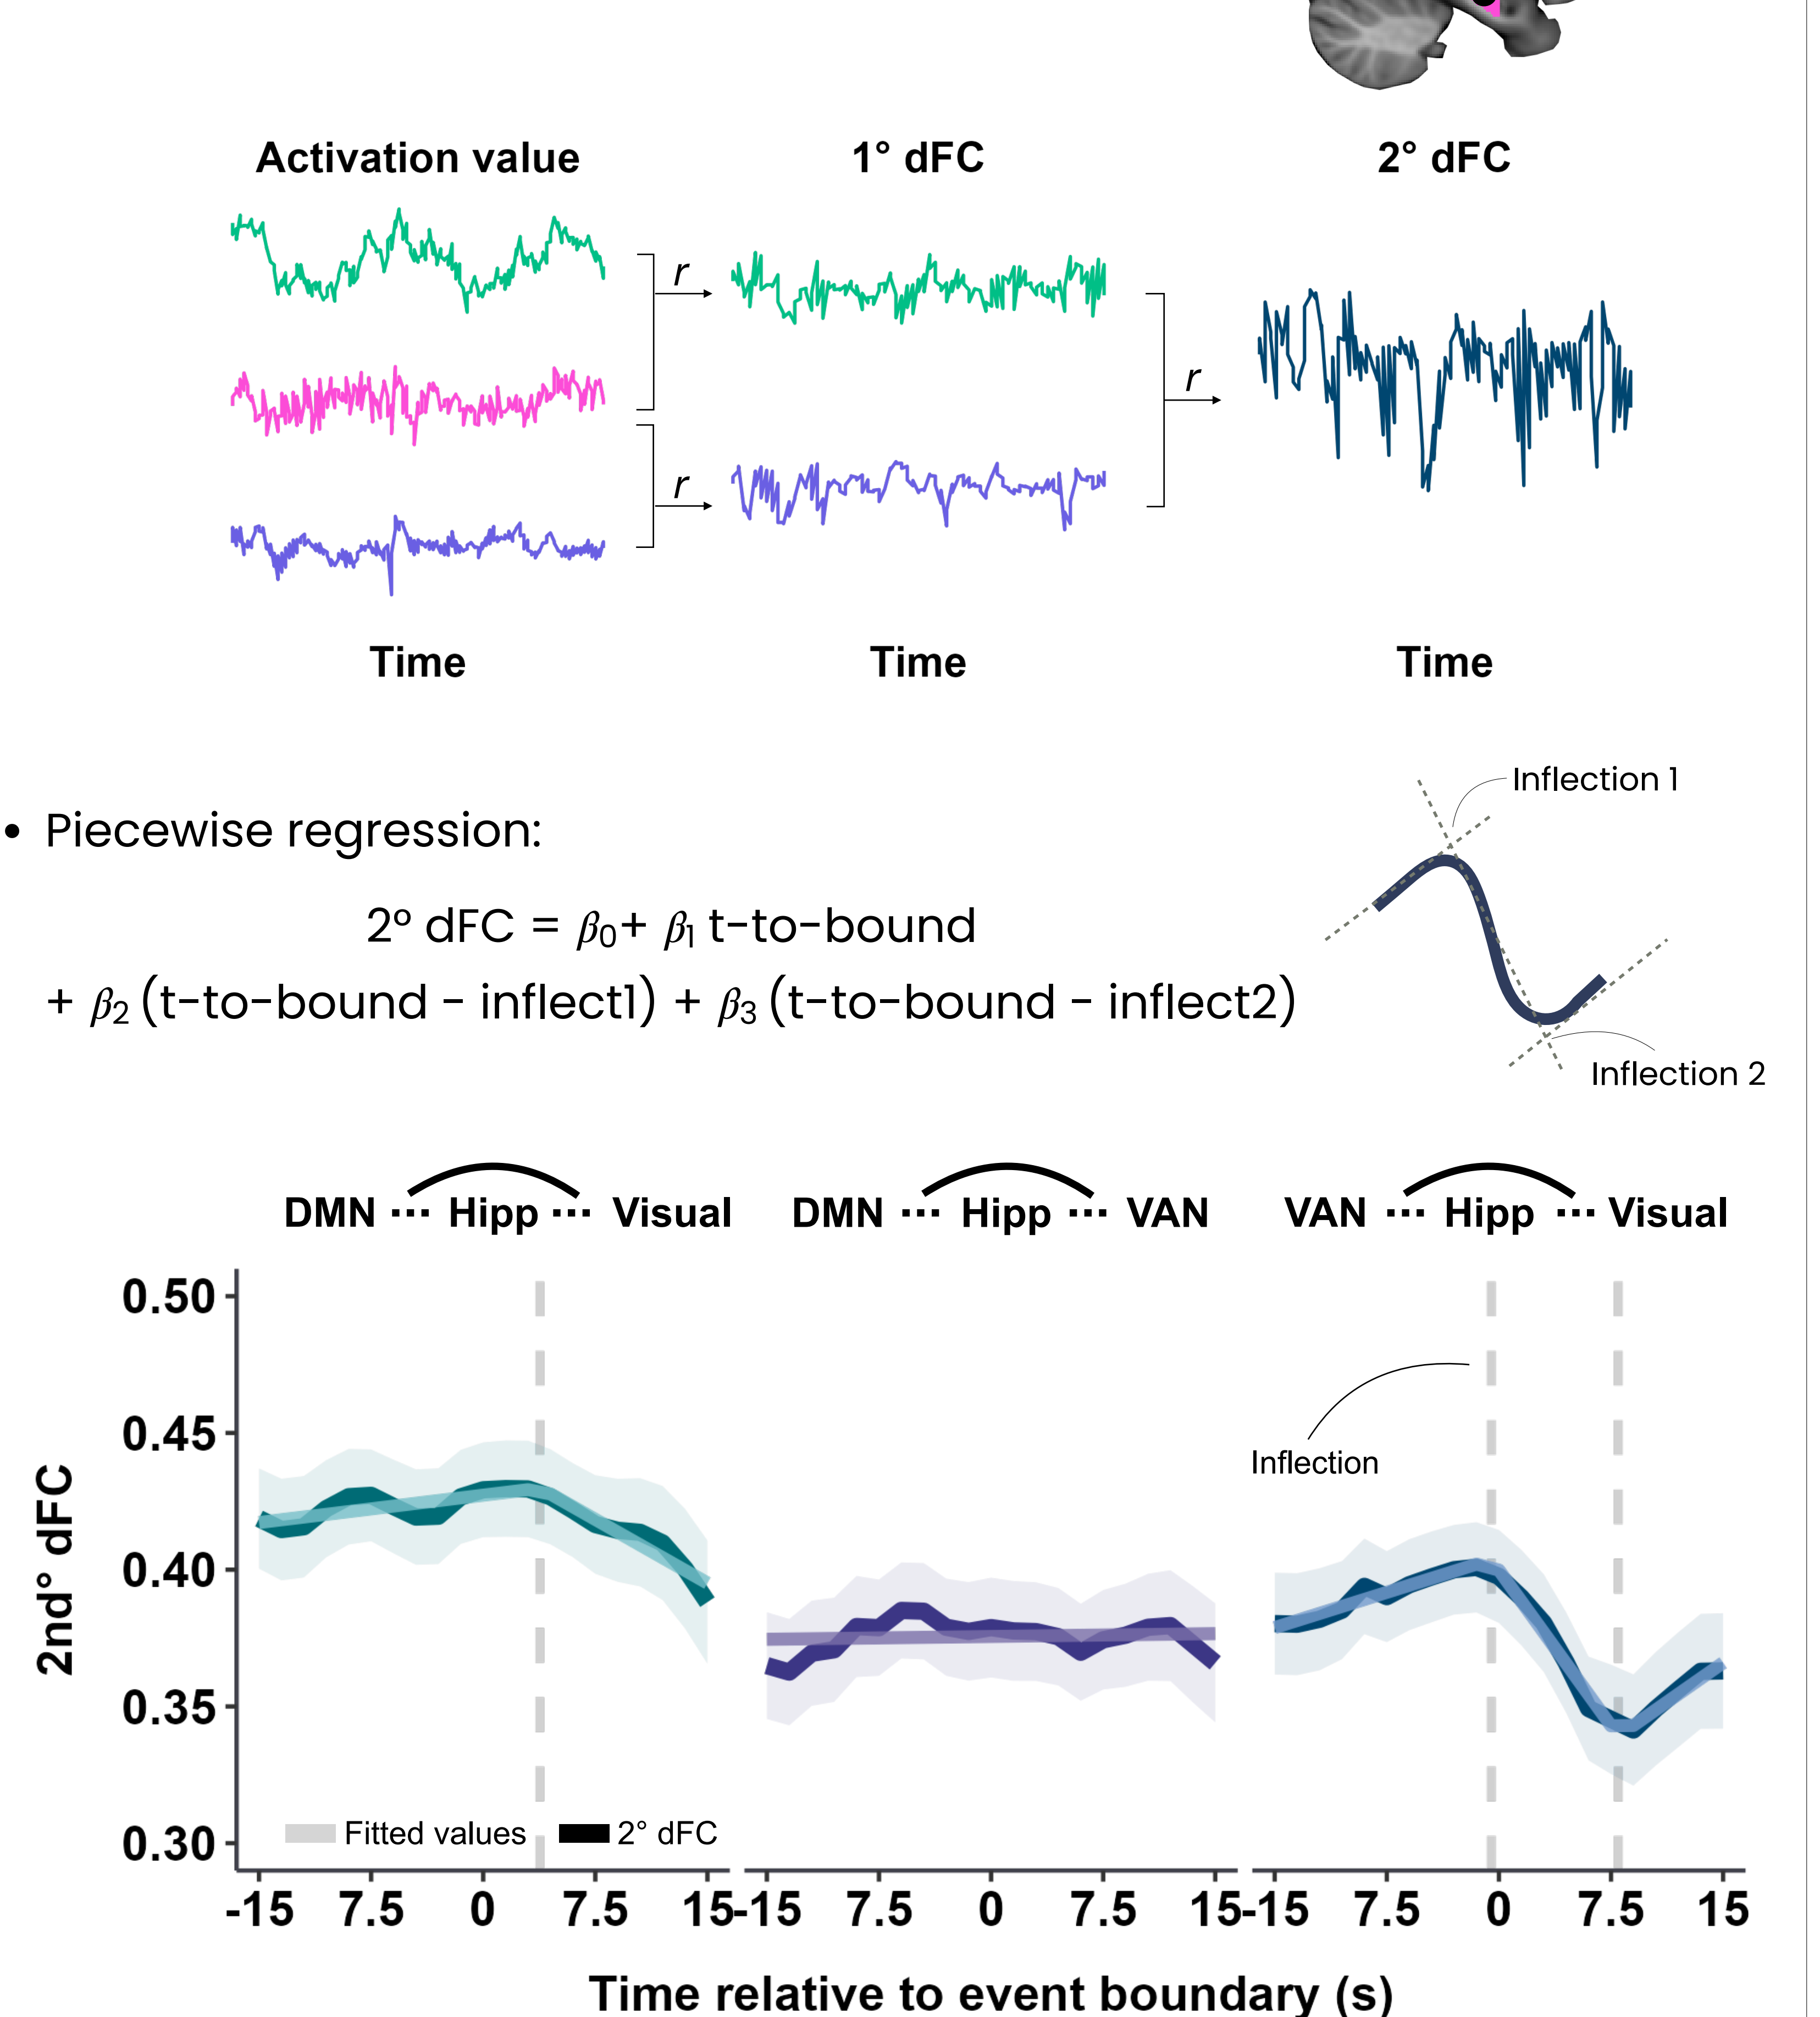 Activation value 1° dFC 2° dFC
r
r
r
r
Time Time Time
Inflection 1
• Piecewise regression:
2º dFC = β0+ β1 t-to-bound
+ β2 (t-to-bound - inflect1) + β3 (t-to-bound - inflect2)
Inflection 2
DMN ··· Hipp ··· Visual DMN ··· Hipp ··· VAN VAN ··· Hipp ··· Visual
0.50
0.45
0.40
0.35
0.30
2nd° dFC
Inflection
Fitted values 2° dFC
-15 7.5 0 7.5 15 -15 7.5 0 7.5 15 -15 7.5 0 7.5 15
Time relative to event boundary (s)